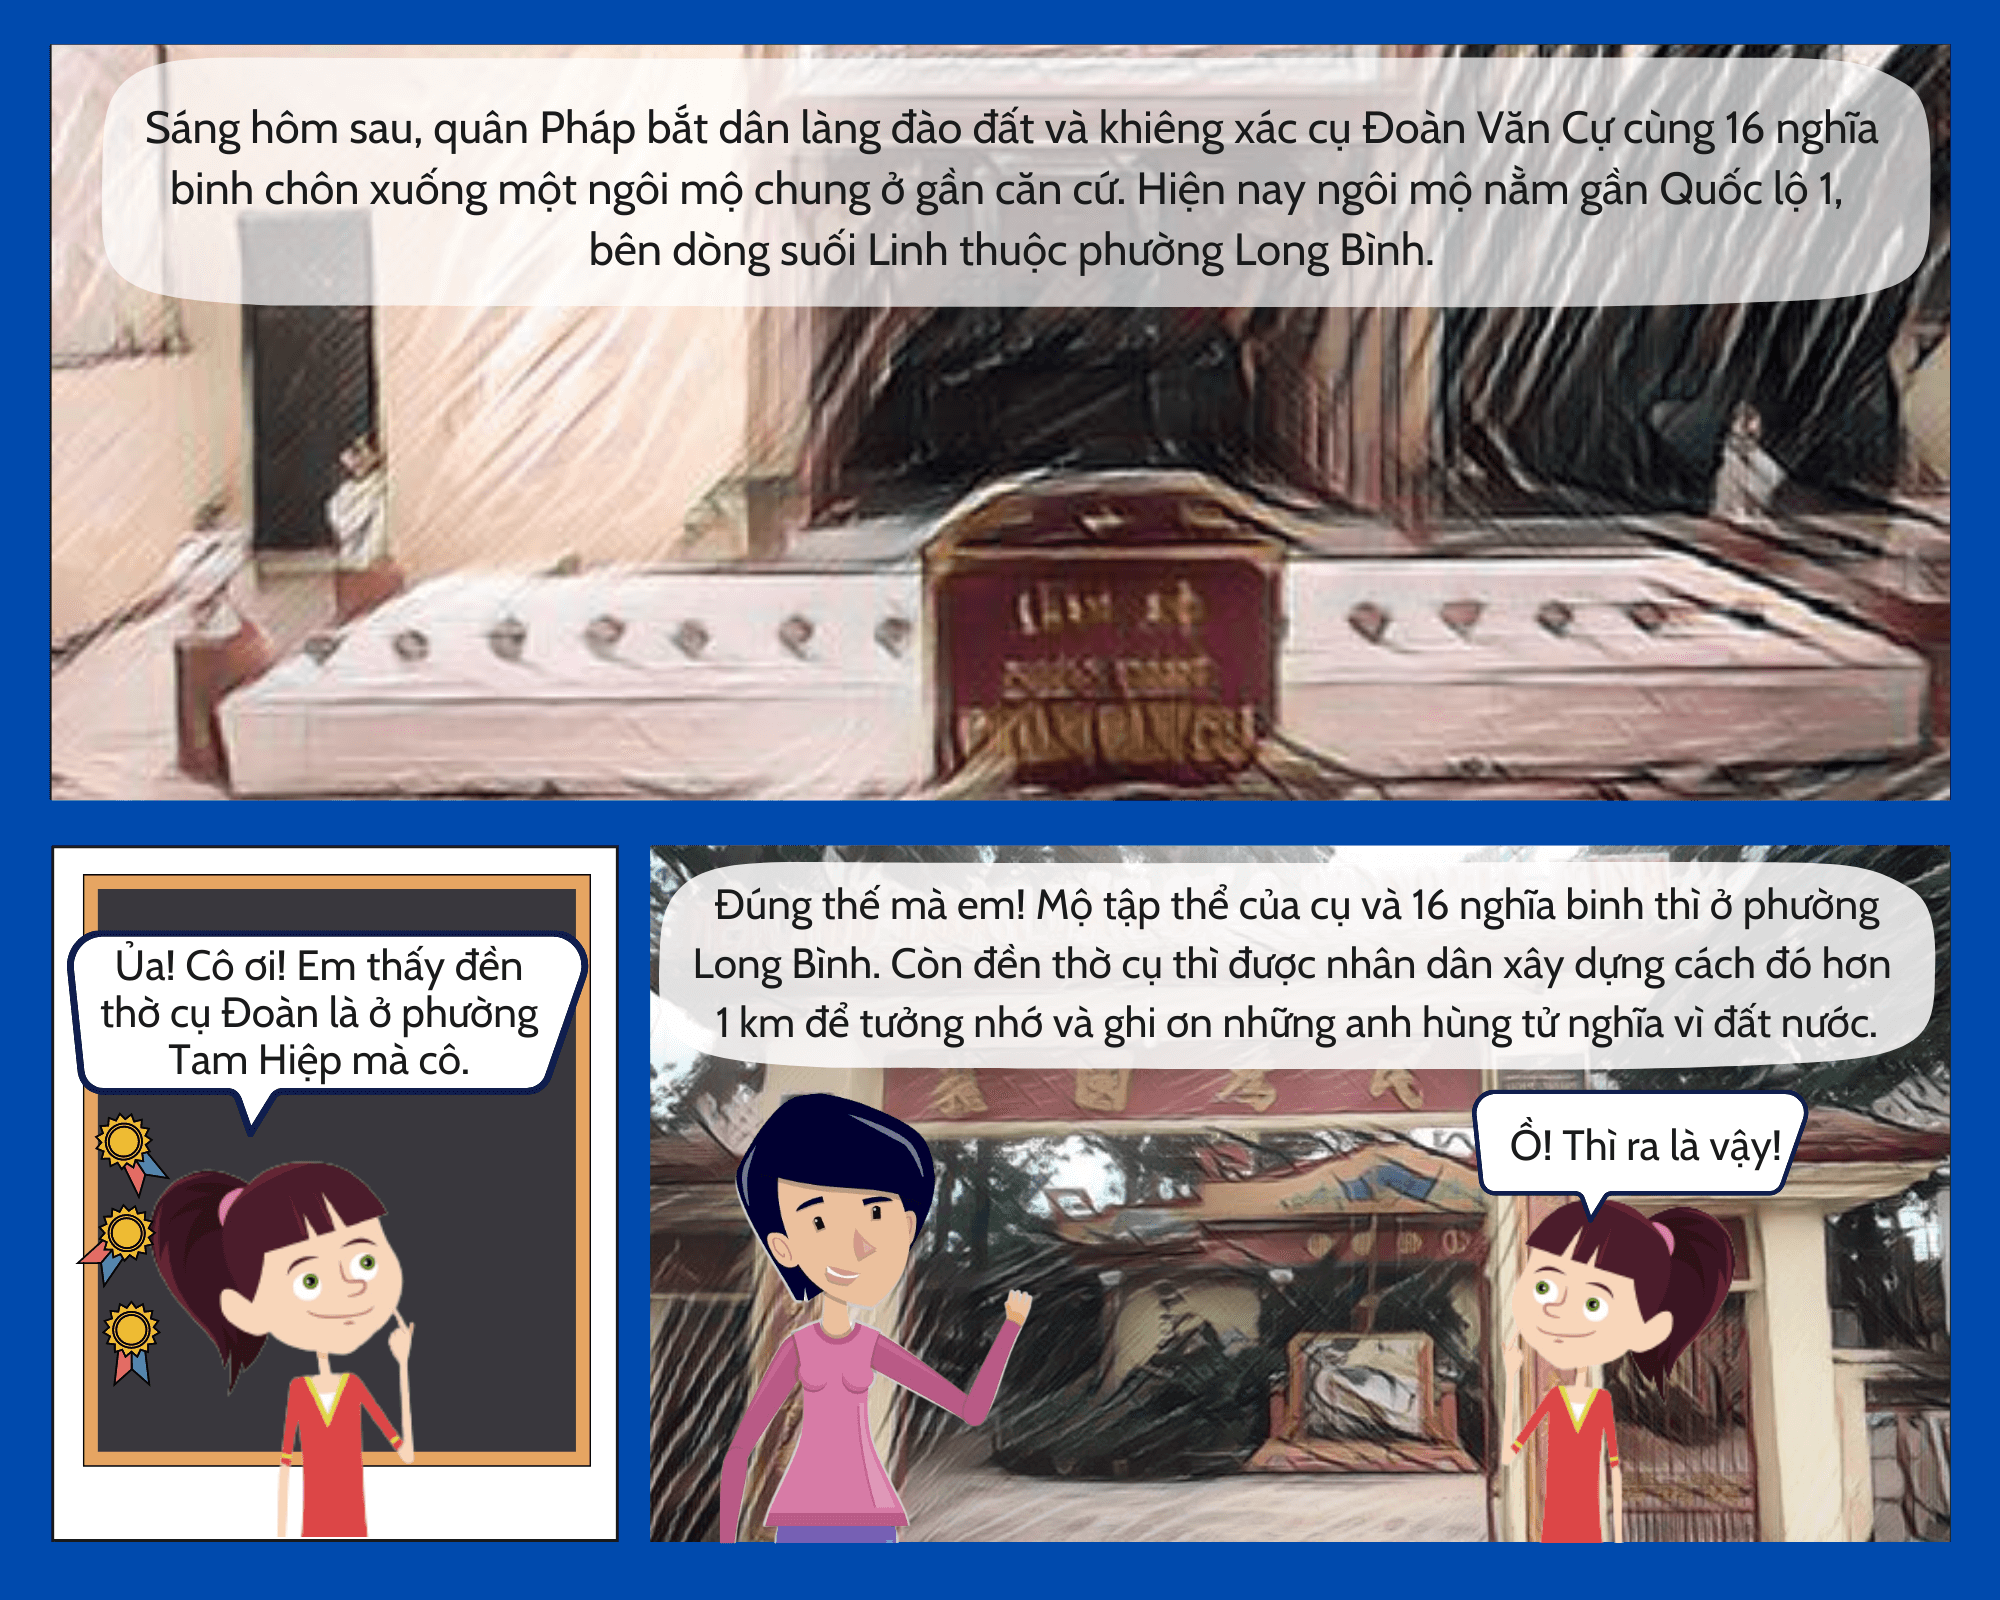 Sáng hôm sau, quân Pháp bắt dân làng đào đất và khiêng xác cụ Đoàn Văn Cự cùng 16 nghĩa
binh chôn xuống một ngôi mộ chung ở gần căn cứ. Hiện nay ngôi mộ nằm gần Quốc lộ 1,
bên dòng suối Linh thuộc phường Long Bình.
Ủa! Cô ơi! Em thấy đền
thờ cụ Đoàn là ở phường
Tam Hiệp mà cô.
Đúng thế mà em! Mộ tập thể của cụ và 16 nghĩa binh thì ở phường
Long Bình. Còn đền thờ cụ thì được nhân dân xây dựng cách đó hơn
1 km để tưởng nhớ và ghi ơn những anh hùng tử nghĩa vì đất nước.
Ồ! Thì ra là vậy!